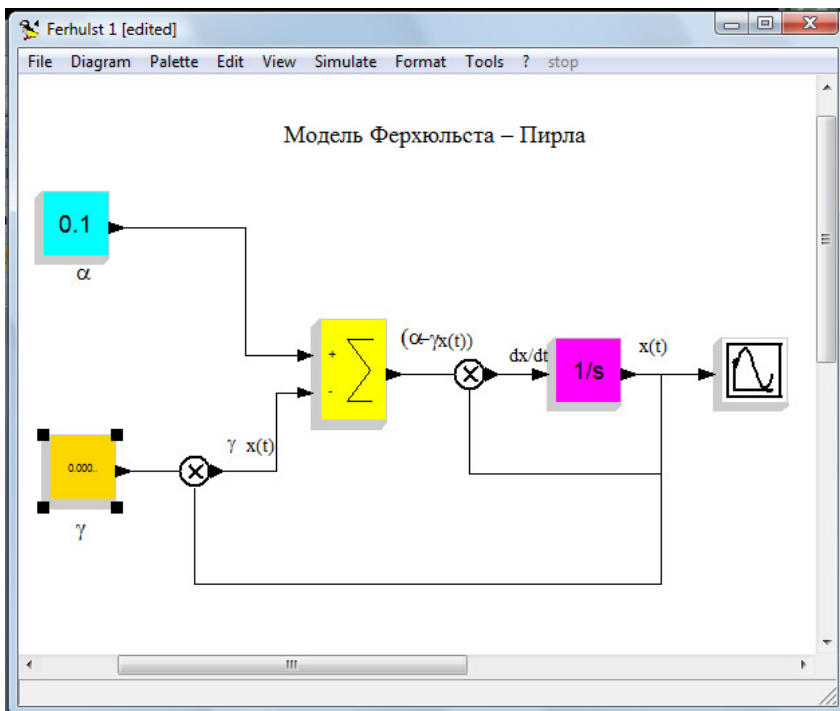 Ferhulst 1 [edited]
File Diagram Palette Edit View Simulate Format Tools ? stop
Модель Ферхюльста – Пирла
0.1
α
+
-
(α-γx(t))
dx/dt
1/s
x(t)
γ x(t)
0.000..
γ